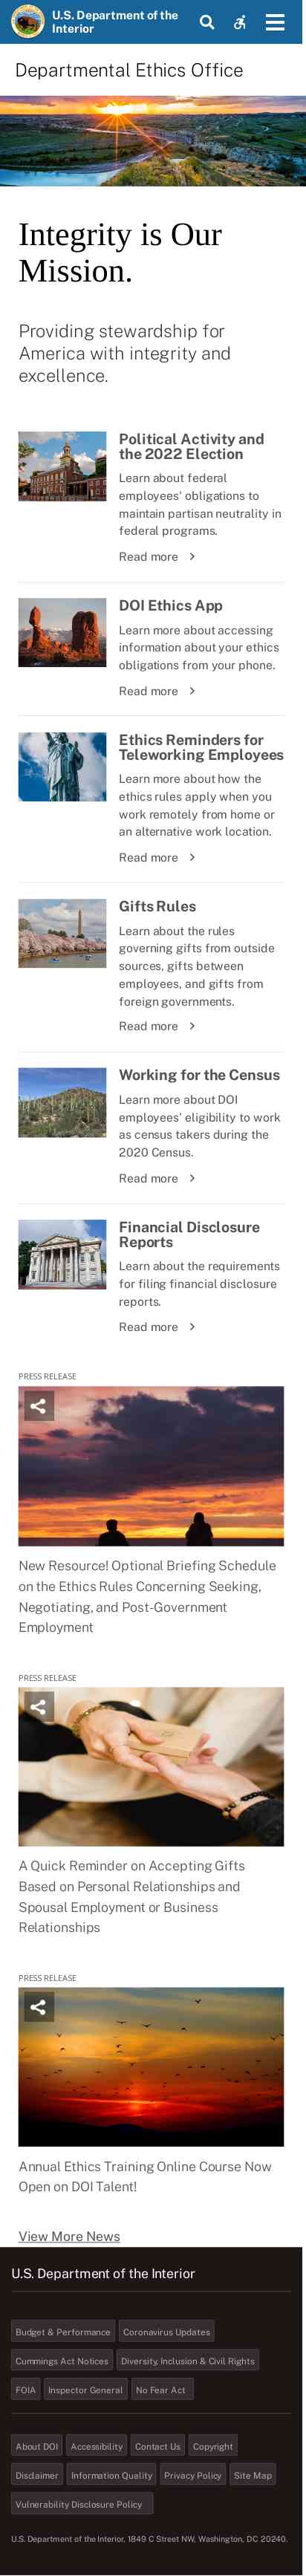 U.S. Department of the
Interior
Departmental Ethics Office
Integrity is Our
Mission.
Providing stewardship for
America with integrity and
excellence.
Political Activity and
the 2022 Election
Learn about federal
employees' obligations to
maintain partisan neutrality in
federal programs.
Read more
DOI Ethics App
Learn more about accessing
information about your ethics
obligations from your phone.
Read more
Ethics Reminders for
Teleworking Employees
Learn more about how the
ethics rules apply when you
work remotely from home or
an alternative work location.
Read more
Gifts Rules
Learn about the rules
governing gifts from outside
sources, gifts between
employees, and gifts from
foreign governments.
Read more
Working for the Census
Learn more about DOI
employees' eligibility to work
as census takers during the
2020 Census.
Read more
Financial Disclosure
Reports
Learn about the requirements
for filing financial disclosure
reports.
Read more
PRESS RELEASE
New Resource! Optional Briefing Schedule
on the Ethics Rules Concerning Seeking,
Negotiating, and Post-Government
Employment
PRESS RELEASE
A Quick Reminder on Accepting Gifts
Based on Personal Relationships and
Spousal Employment or Business
Relationships
PRESS RELEASE
Annual Ethics Training Online Course Now
Open on DOI Talent!
View More News
U.S. Department of the Interior
Budget & Performance Coronavirus Updates
Cummings Act Notices Diversity, Inclusion & Civil Rights
FOIA Inspector General No Fear Act
About DOI Accessibility Contact Us Copyright
Disclaimer Information Quality Privacy Policy Site Map
Vulnerability Disclosure Policy
U.S. Department of the Interior, 1849 C Street NW, Washington, DC 20240.